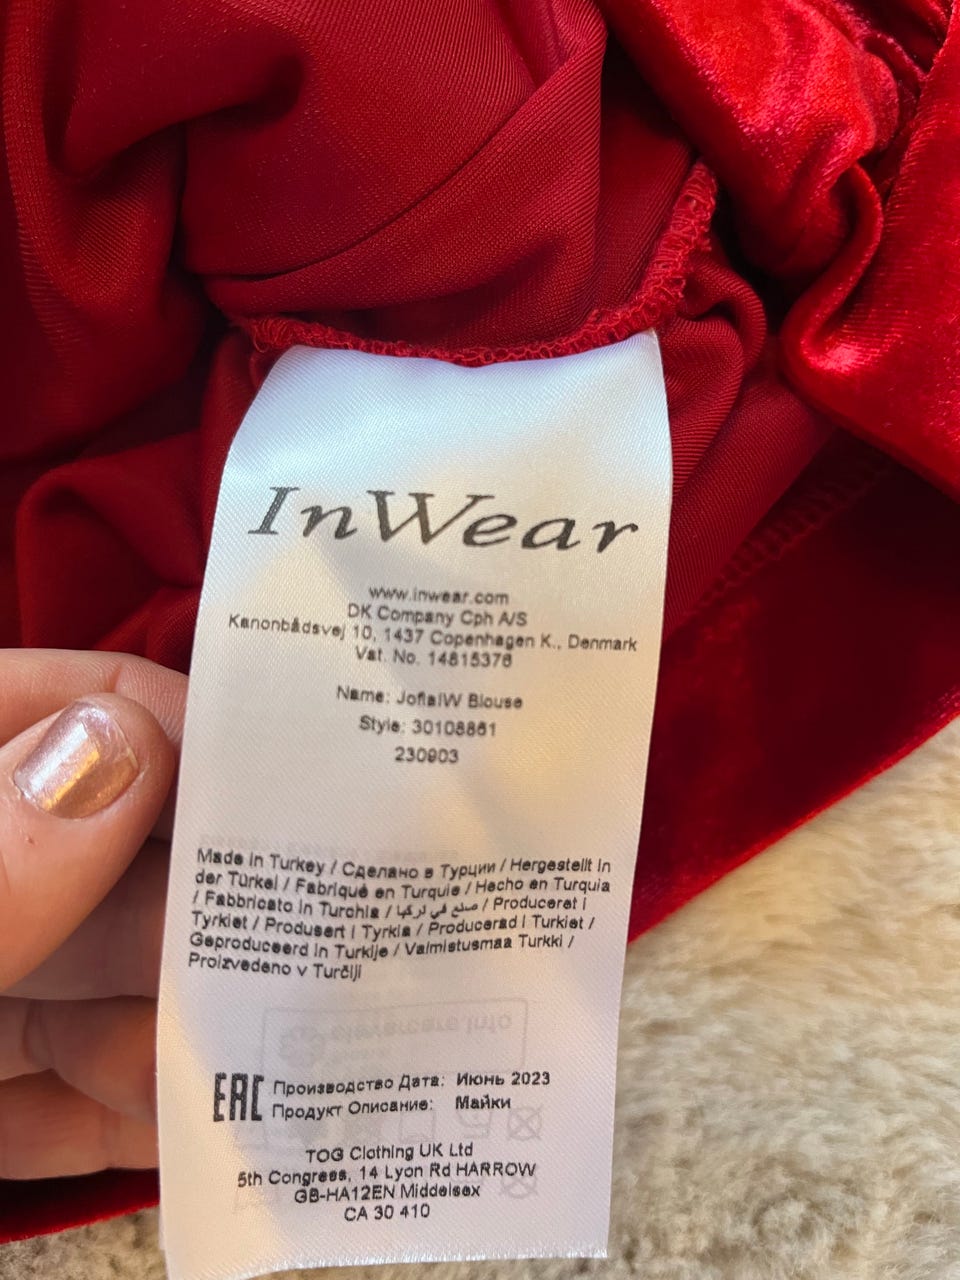 InWear
www.inwear.com
DK Company Cph A/S
Kanonbådsvej 10, 1437 Copenhagen K., Denmark
Vat. No. 14815376
Name: JoflaIW Blouse
Style: 30108861
230903
Made in Turkey / Сделано в Турции / Hergestellt in
der Türkei / Fabriqué en Turquie / Hecho en Turquia
/ Fabbricato in Turchia / صنع في تركيا / Produceret i
Tyrkiet / Produsert i Tyrkia / Producerad i Turkiet /
Geproduceerd in Turkije / Valmistusmaa Turkki /
Proizvedeno v Turčiji
EAC Производство Дата: Июнь 2023
Продукт Описание: Майки
TOG Clothing UK Ltd
5th Congress, 14 Lyon Rd HARROW
GB-HA12EN Middelsex
CA 30 410
clevercare.info